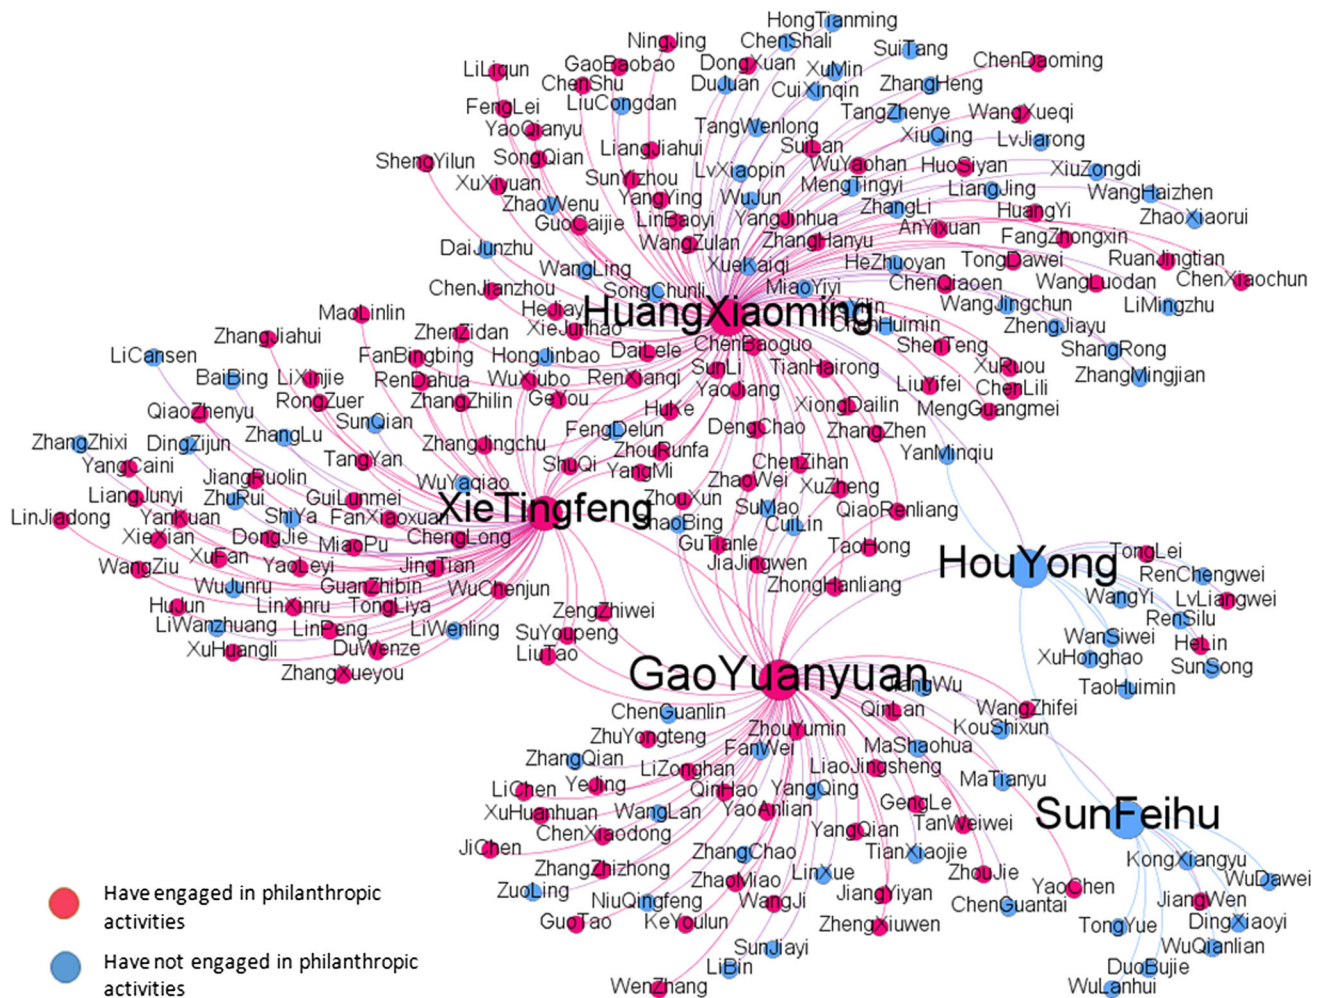 HongTianming
NingJing
ChenShali
SuiTang
GaoBaobao
DongXuan
ChenDaoming
LiLiqun
XuMin
ChenShu
DuJuan
CuiXinqin
ZhangHeng
LiuCongdan
FengLei
TangZhenye
WangXueqi
YaoQianyu
TangWenlong
XiuQing
LvJiarong
SongQian
LiangJiahui
SuiLan
ShengYilun
WuYaohan
HuoSiyan
XiuZongdi
XuXiyuan
SunYizhou
LvXiaopin
MengTingyi
LiangJing
WangHaizhen
ZhaoWenu
YangYing
WuJun
ZhangLi
HuangYi
ZhaoXiaorui
GuoCaijie
LinBaoyi
YangJinhua
AnYixuan
FangZhongxin
DaiJunzhu
WangZulan
ZhangHanyu
RuanJingtian
WangLing
XueKaiqi
HeZhuoyan
TongDawei
ChenXiaochun
ChenJianzhou
SongChunli
MiaoYiyi
ChenQiaoen
WangLuodan
HuangXiaoming
WangJingchun
LiMingzhu
MaoLinlin
HeJiayi
ZhengJiayu
ZhangJiahui
ZhenZidan
XieJunhao
ChenBaoguo
ShenTeng
ShangRong
LiCansen
FanBingbing
HongJinbao
DaiLele
SunLi
TianHairong
XuRuou
ZhangMingjian
BaiBing
LiXinjie
RenDahua
WuXiubo
RenXianqi
YaoJiang
LiuYifei
ChenLili
RongZuer
ZhangZhilin
GeYou
HuKe
XiongDailin
MengGuangmei
QiaoZhenyu
SunQian
FengDelun
DengChao
ZhangZhen
ZhangZhixi
DingZijun
ZhangLu
ZhangJingchu
ZhouRunfa
YanMinqiu
YangCaini
TangYan
ShuQi
YangMi
ChenZihan
JiangRuolin
WuYaqiao
ZhaoWei
XuZheng
LiangJunyi
ZhuRui
GuiLunmei
XieTingfeng
ZhouXun
SuMao
QiaoRenliang
LinJiadong
YanKuan
ShiYa
FanXiaoxuan
CuiLin
XieXian
DongJie
MiaoPu
ChengLong
GuTianle
TaoHong
HouYong
TongLei
WangZiu
XuFan
YaoLeyi
JingTian
JiaJingwen
RenChengwei
WuJunru
GuanZhibin
WuChenjun
ZhongHanliang
WangYi
LvLiangwei
HuJun
LinXinru
TongLiya
ZengZhiwei
RenSilu
LiWanzhuang
LinPeng
LiWenling
SuYoupeng
WanSiwei
HeLin
XuHuangli
DuWenze
LiuTao
XuHonghao
SunSong
ZhangXueyou
GaoYuanyuan
TaoHuimin
ChenGuanlin
QinLan
WangZhifei
ZhuYongteng
ZhouYumin
KouShixun
ZhangQian
FanWei
MaShaohua
LiZonghan
LiaoJingsheng
MaTianyu
LiChen
YeJing
QinHao
YangQing
XuHuanhuan
WangLan
YaoAnlian
GengLe
SunFeihu
ChenXiaodong
YangQian
TanWeiwei
JiChen
ZhangChao
TianXiaojie
KongXiangyu
ZhangZhizhong
LinXue
ZhouJie
WuDawei
ZuoLing
ZhaoMiao
JiangYiyan
YaoChen
JiangWen
NiuQingfeng
WangJi
ChenGuantai
DingXiaoyi
GuoTao
KeYoulun
ZhengXiuwen
TongYue
SunJiayi
WuQianlian
LiBin
DuoBujie
WenZhang
WuLanhui
Have engaged in philanthropic
activities
Have not engaged in philanthropic
activities